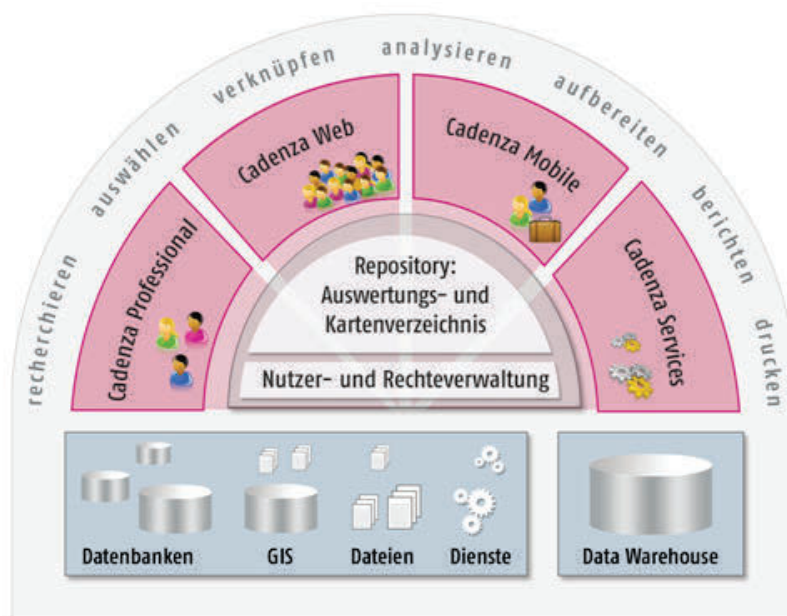 recherchieren auswählen verknüpfen analysieren aufbereiten berichten drucken
Cadenza Professional
Cadenza Web
Cadenza Mobile
Cadenza Services
Repository:
Auswertungs- und
Kartenverzeichnis
Nutzer- und Rechteverwaltung
Datenbanken
GIS
Dateien
Dienste
Data Warehouse